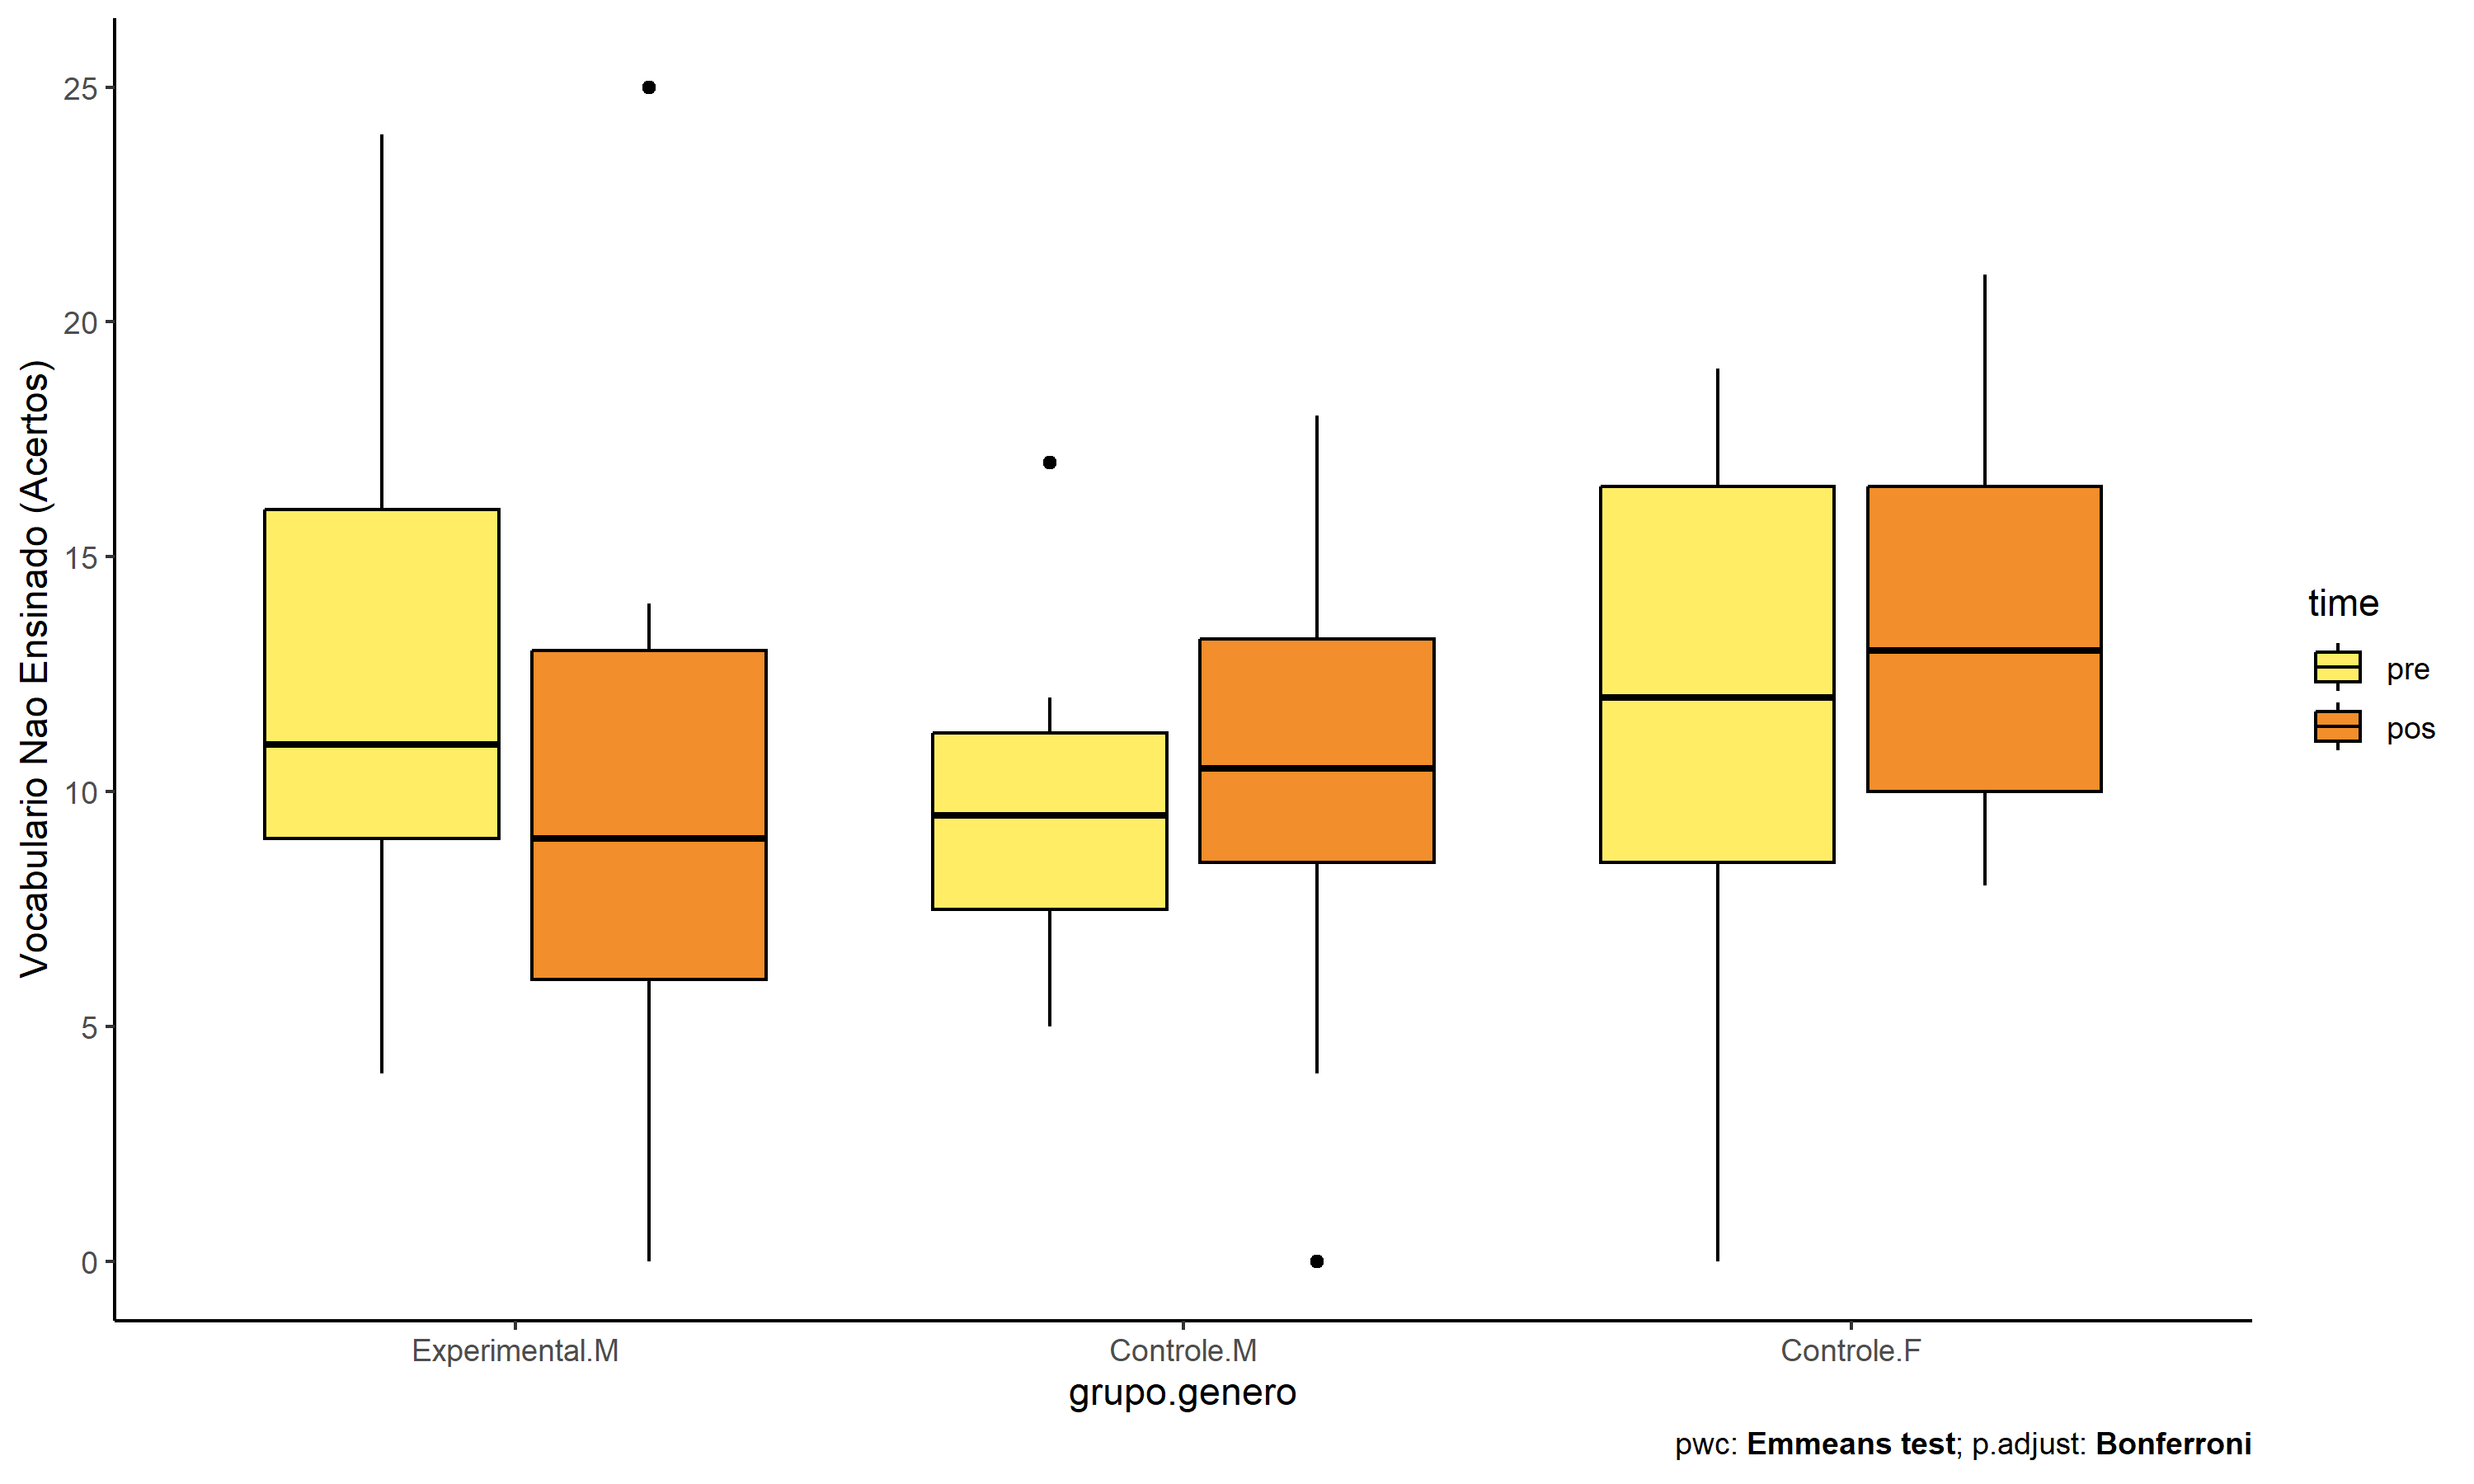 Vocabulario Nao Ensinado (Acertos)
25
20
15
10
5
0
Experimental.M
Controle.M
Controle.F
grupo.genero
time
pre
pos
pwc: Emmeans test; p.adjust: Bonferroni